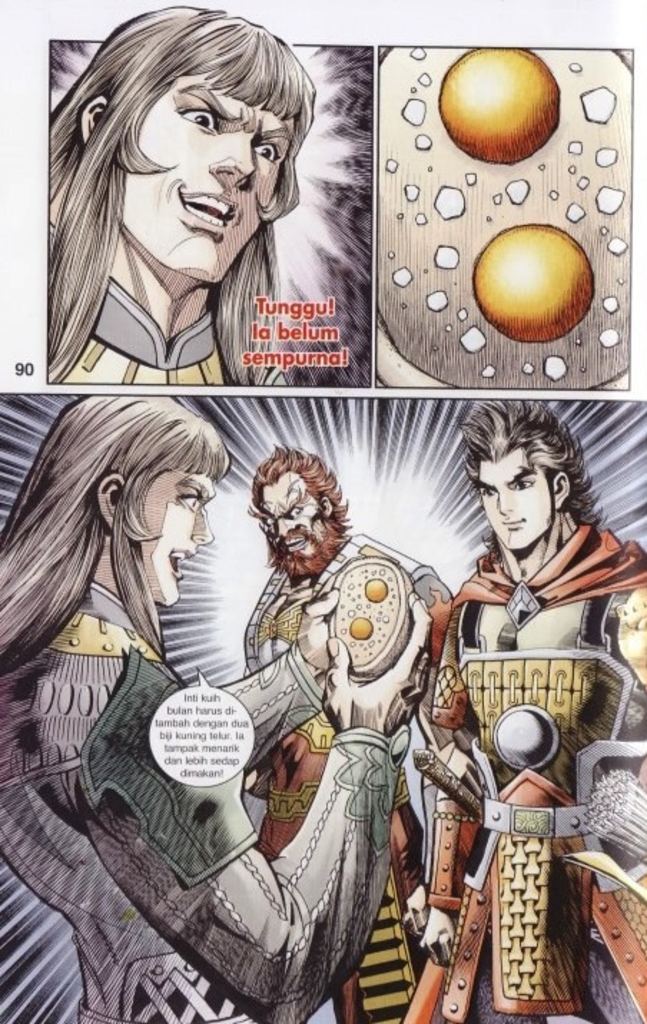 Tunggu!
Ia belum
sempurna!
90
Inti kuih
bulan harus di-
tambah dengan dua
biji kuning telur. Ia
tampak menarik
dan lebih sedap
dimakan!